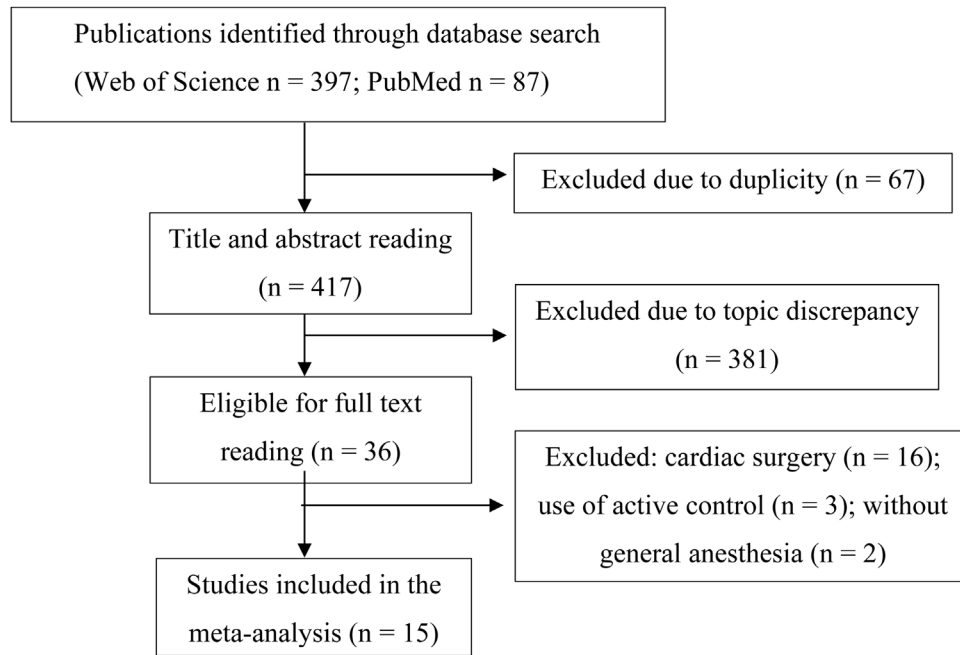 Publications identified through database search
(Web of Science n = 397; PubMed n = 87)
Excluded due to duplicity (n = 67)
Title and abstract reading
(n = 417)
Excluded due to topic discrepancy
(n = 381)
Eligible for full text
reading (n = 36)
Excluded: cardiac surgery (n = 16);
use of active control (n = 3); without
general anesthesia (n = 2)
Studies included in the
meta-analysis (n = 15)